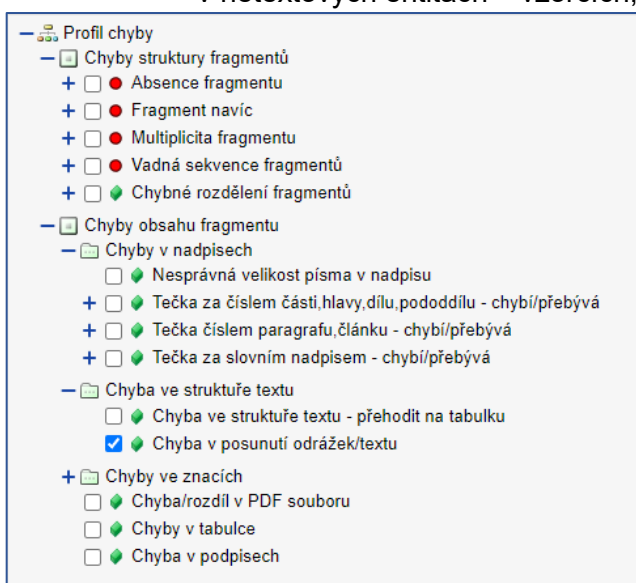 v netextových entitách – vzorcích,
Profil chyby
Chyby struktury fragmentů
Absence fragmentu
Fragment navíc
Multiplicita fragmentu
Vadná sekvence fragmentů
Chybné rozdělení fragmentů
Chyby obsahu fragmentu
Chyby v nadpisech
Nesprávná velikost písma v nadpisu
Tečka za číslem části,hlavy,dílu,pododdílu - chybí/přebývá
Tečka číslem paragrafu,článku - chybí/přebývá
Tečka za slovním nadpisem - chybí/přebývá
Chyba ve struktuře textu
Chyba ve struktuře textu - přehodit na tabulku
Chyba v posunutí odrážek/textu
Chyby ve znacích
Chyba/rozdíl v PDF souboru
Chyby v tabulce
Chyba v podpisech